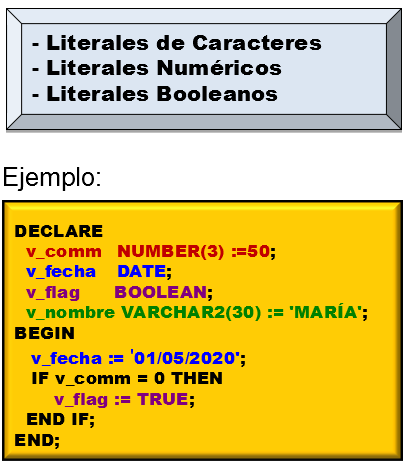 - Literales de Caracteres
- Literales Numéricos
- Literales Booleanos
Ejemplo:
DECLARE
v_comm NUMBER(3) :=50;
v_fecha DATE;
v_flag BOOLEAN;
v_nombre VARCHAR2(30) := 'MARÍA';
BEGIN
v_fecha := '01/05/2020';
IF v_comm = 0 THEN
v_flag := TRUE;
END IF;
END;